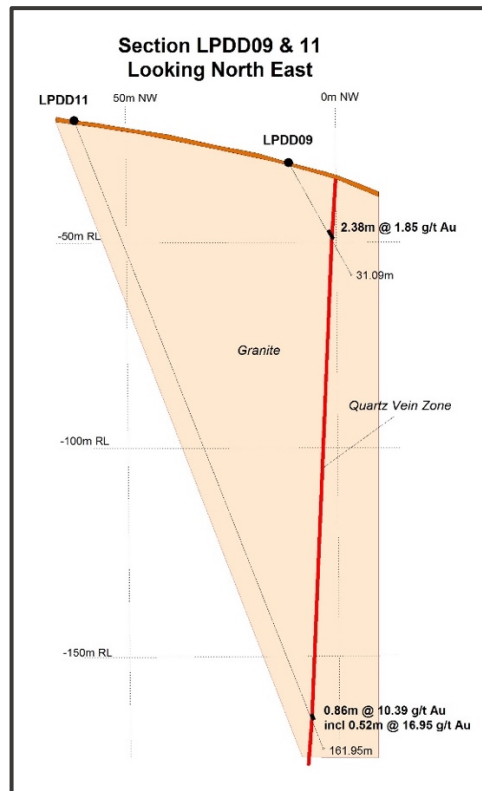 Section LPDD09 & 11
Looking North East
LPDD11
50m NW
0m NW
LPDD09
2.38m @ 1.85 g/t Au
-50m RL
31.09m
Granite
Quartz Vein Zone
-100m RL
-150m RL
0.86m @ 10.39 g/t Au
incl 0.52m @ 16.95 g/t Au
161.95m